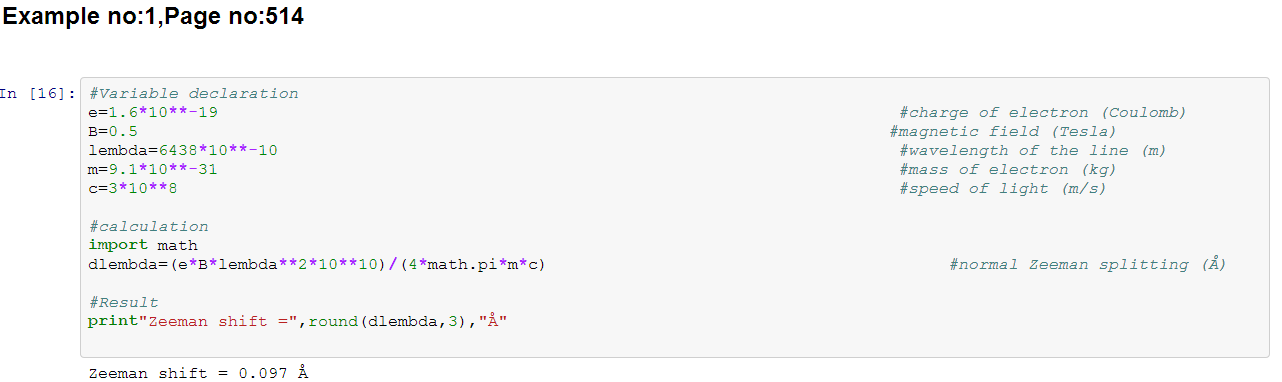 Example no:1,Page no:514
In [16]: #Variable declaration
e=1.6*10**-19 #charge of electron (Coulomb)
B=0.5 #magnetic field (Tesla)
lembda=6438*10**-10 #wavelength of the line (m)
m=9.1*10**-31 #mass of electron (kg)
c=3*10**8 #speed of light (m/s)
#calculation
import math
dlembda=(e*B*lembda**2*10**10)/(4*math.pi*m*c) #normal Zeeman splitting (Å)
#Result
print"Zeeman shift =",round(dlembda,3),"Å"
Zeeman shift = 0.097 Å